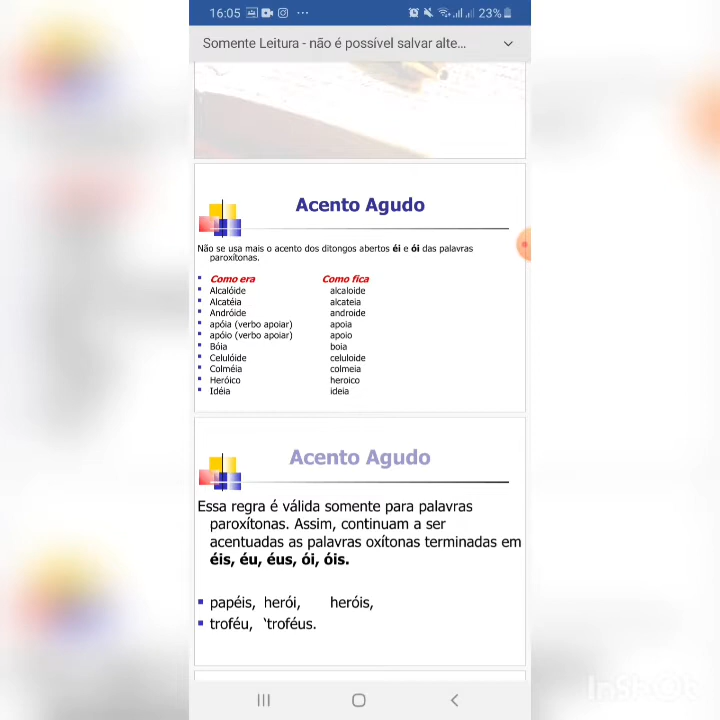 16:05 ... 23%
Somente Leitura - não é possível salvar alte...
Acento Agudo
Não se usa mais o acento dos ditongos abertos éi e ói das palavras
paroxítonas.
Como era Como fica
Alcalóide alcaloide
Alcatéia alcateia
Andróide androide
apóia (verbo apoiar) apoia
apóio (verbo apoiar) apoio
Bóia boia
Celulóide celuloide
Colméia colmeia
Heróico heroico
Idéia ideia
Acento Agudo
Essa regra é válida somente para palavras
paroxítonas. Assim, continuam a ser
acentuadas as palavras oxítonas terminadas em
éis, éu, éus, ói, óis.
papéis, herói, heróis,
troféu, ‘troféus.
InShOt